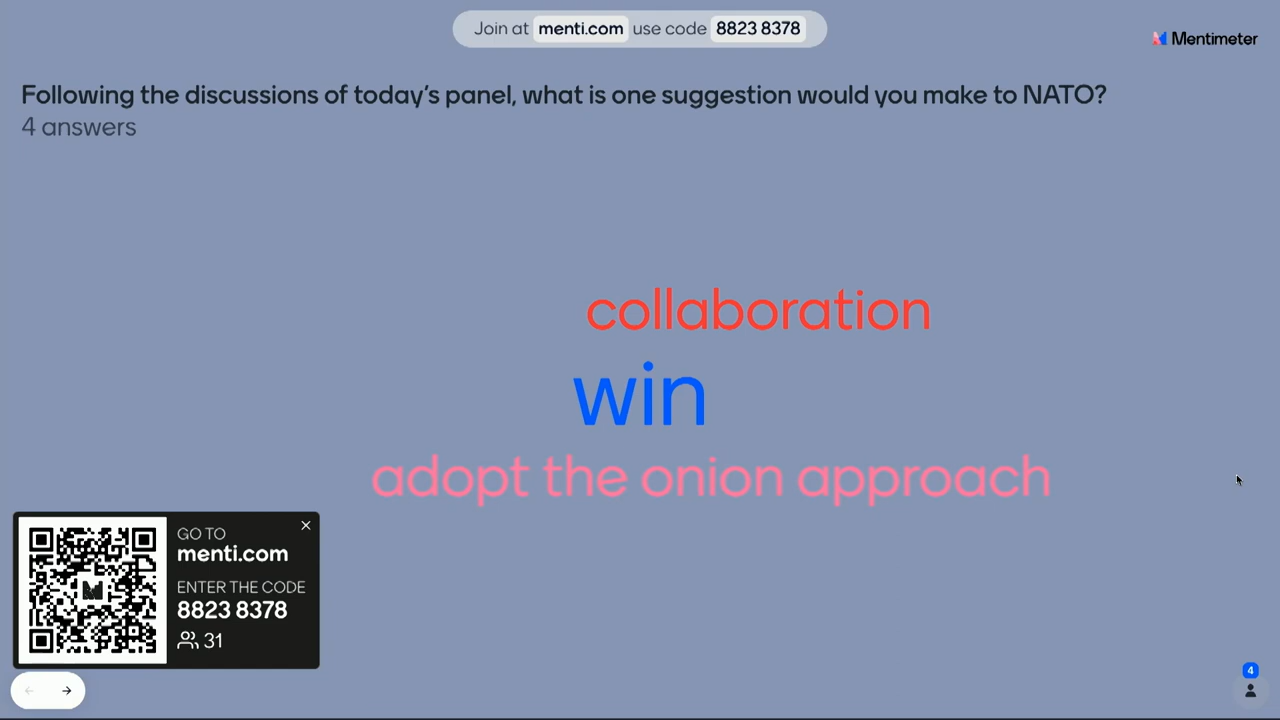 Join at menti.com use code 8823 8378
Mentimeter
Following the discussions of today's panel, what is one suggestion would you make to NATO?
4 answers
collaboration
win
adopt the onion approach
GO TO
menti.com
ENTER THE CODE
8823 8378
31
4